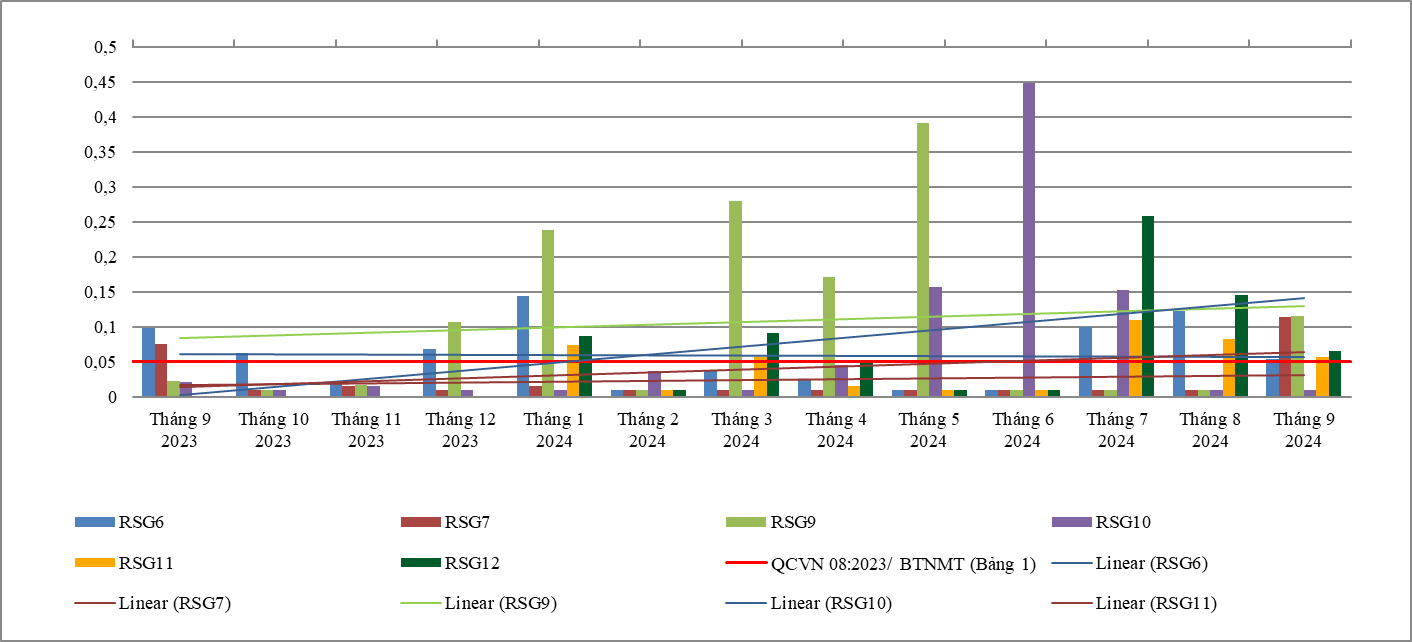 0,5
0,45
0,4
0,35
0,3
0,25
0,2
0,15
0,1
0,05
0
Tháng 9 2023
Tháng 10 2023
Tháng 11 2023
Tháng 12 2023
Tháng 1 2024
Tháng 2 2024
Tháng 3 2024
Tháng 4 2024
Tháng 5 2024
Tháng 6 2024
Tháng 7 2024
Tháng 8 2024
Tháng 9 2024
RSG6
RSG7
RSG9
RSG10
RSG11
RSG12
QCVN 08:2023/ BTNMT (Bảng 1)
Linear (RSG6)
Linear (RSG7)
Linear (RSG9)
Linear (RSG10)
Linear (RSG11)